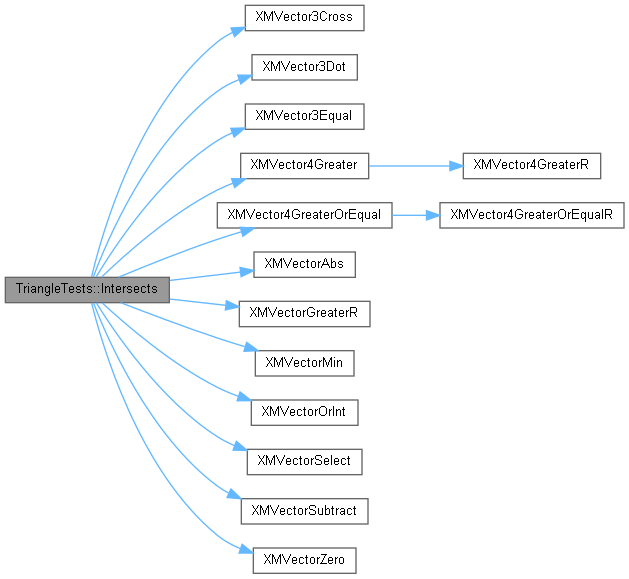 XMVector3Cross
XMVector3Dot
XMVector3Equal
XMVector4Greater
XMVector4GreaterR
XMVector4GreaterOrEqual
XMVector4GreaterOrEqualR
XMVectorAbs
TriangleTests::Intersects
XMVectorGreaterR
XMVectorMin
XMVectorOrInt
XMVectorSelect
XMVectorSubtract
XMVectorZero